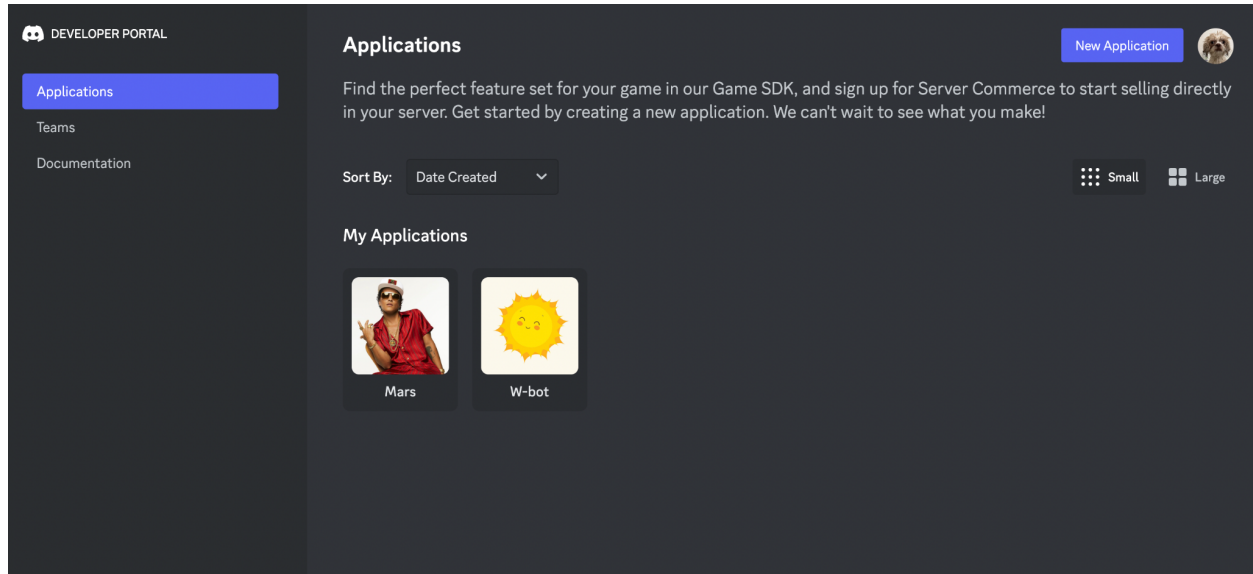 DEVELOPER PORTAL
Applications
Teams
Documentation
Applications
New Application
Find the perfect feature set for your game in our Game SDK, and sign up for Server Commerce to start selling directly
in your server. Get started by creating a new application. We can't wait to see what you make!
Sort By: Date Created
Small Large
My Applications
Mars W-bot